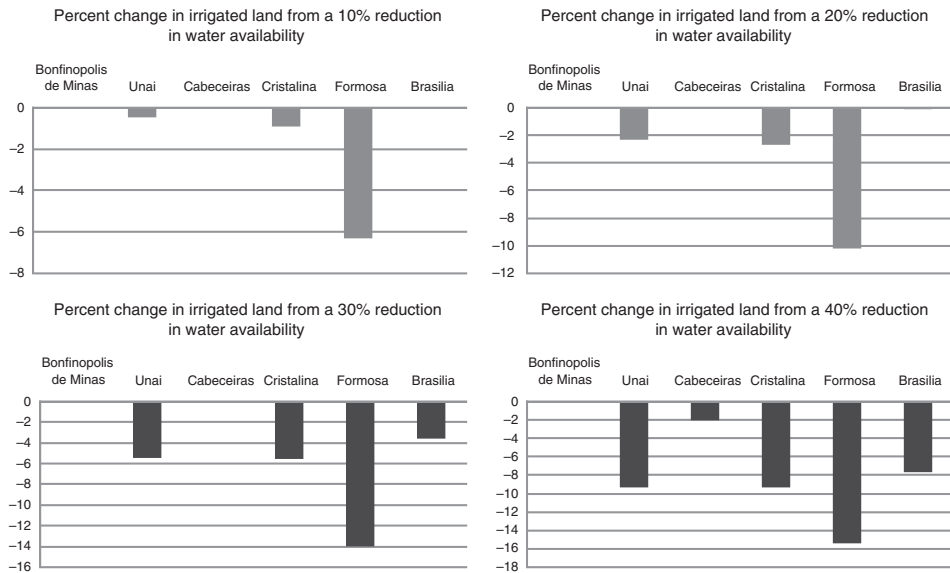 Percent change in irrigated land from a 10% reduction
in water availability
Bonfinopolis
de Minas Unai Cabeceiras Cristalina Formosa Brasilia
0
–2
–4
–6
–8
Percent change in irrigated land from a 20% reduction
in water availability
Bonfinopolis
de Minas Unai Cabeceiras Cristalina Formosa Brasilia
0
–2
–4
–6
–8
–10
–12
Percent change in irrigated land from a 30% reduction
in water availability
Bonfinopolis
de Minas Unai Cabeceiras Cristalina Formosa Brasilia
0
–2
–4
–6
–8
–10
–12
–14
–16
Percent change in irrigated land from a 40% reduction
in water availability
Bonfinopolis
de Minas Unai Cabeceiras Cristalina Formosa Brasilia
0
–2
–4
–6
–8
–10
–12
–14
–16
–18